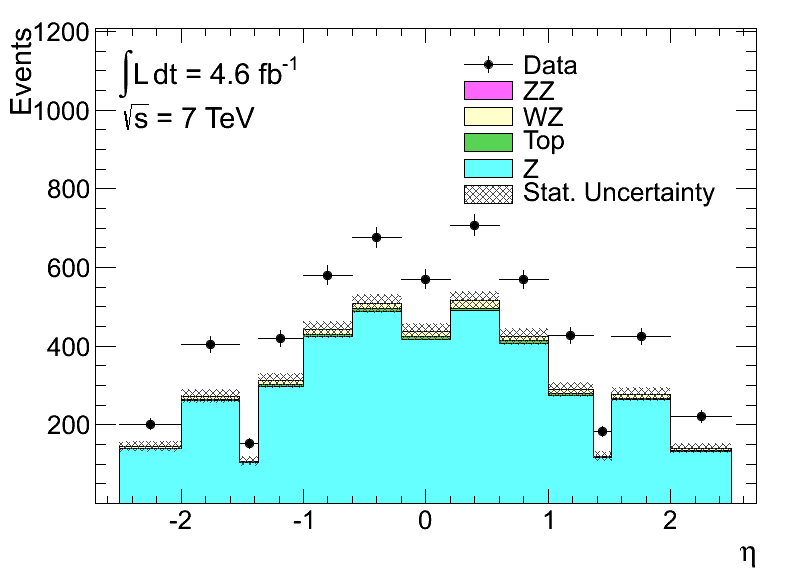 Events
1200
1000
800
600
400
200
∫L dt = 4.6 fb⁻¹
√s = 7 TeV
Data
ZZ
WZ
Top
Z
Stat. Uncertainty
-2 -1 0 1 2
η